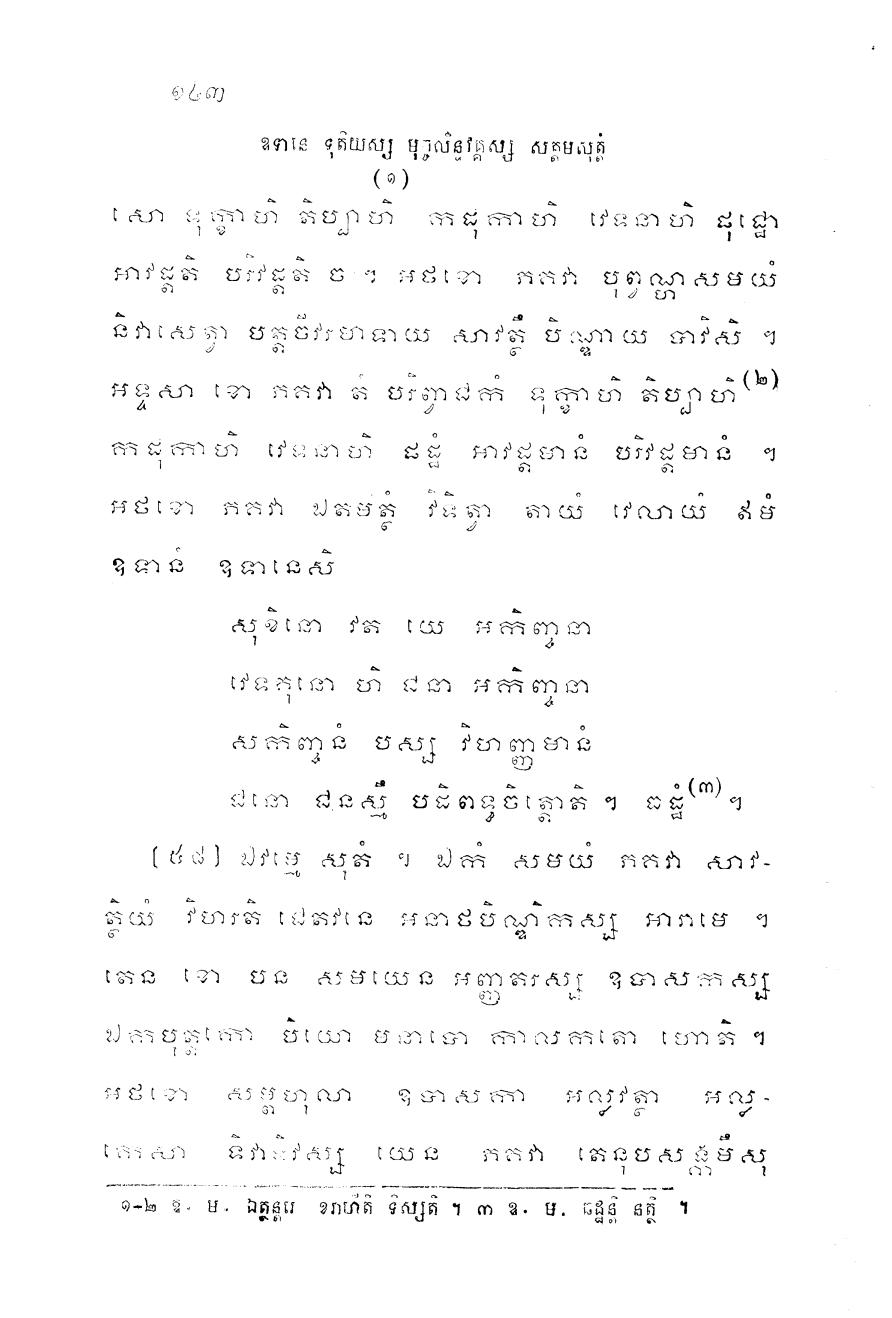 ១៤៣
ឧទានេ ទុតិយស្ស មុច្ចលិន្ទវគ្គស្ស សត្តមសុត្តំ
(១)
សោ ទុក្ខាហិ តិប្បាហិ កដុកាហិ វេទនាហិ ផុដ្ឋោ
អាវដ្តតិ បរិវដ្តតិ ច ។ អថខោ ភគវា បុព្វណ្ហសមយំ
និវាសេត្វា បត្តចីវរមាទាយ សាវត្ថឹ បិណ្ឌាយ បាវិសិ ។
អទ្ទសា ខោ ភគវា តំ បរិព្វាជកំ ទុក្ខាហិ តិប្បាហិ(២)
កដុកាហិ វេទនាហិ ផដ្ឋំ អាវដ្តមានំ បរិវដ្តមានំ ។
អថខោ ភគវា ឯតមត្ថំ វិទិត្វា តាយំ វេលាយំ ឥមំ
ឧទានំ ឧទានេសិ
សុខិនោ វត យេ អកិញ្ចនា
វេទគុនោ ហិ ជនា អកិញ្ចនា
សកិញ្ចនំ បស្ស វិហញ្ញមានំ
ជនោ ជនស្មឹ បដិពទ្ធចិត្តោតិ ។ ឆដ្ឋំ(៣) ។
[៥៨] ឯវម្មេ សុតំ ។ ឯកំ សមយំ ភគវា សាវ-
ត្ថិយំ វិហរតិ ជេតវនេ អនាថបិណ្ឌិកស្ស អារាមេ ។
តេន ខោ បន សមយេន អញ្ញតរស្ស ឧបាសកស្ស
ឯកបុត្តកោ បិយោ មនាបោ កាលកតោ ហោតិ ។
អថខោ សម្ពហុលា ឧបាសកា អល្លវត្ថា អល្ល-
កេសា ទិវាទិវស្ស យេន ភគវា តេនុបសង្កមឹសុ
១-២ ឱ. ម. ឯត្ថន្តរេ ខរាហីតិ ទិស្សតិ ។ ៣ ឱ. ម. ឆដ្ឋន្តិ នត្ថិ ។